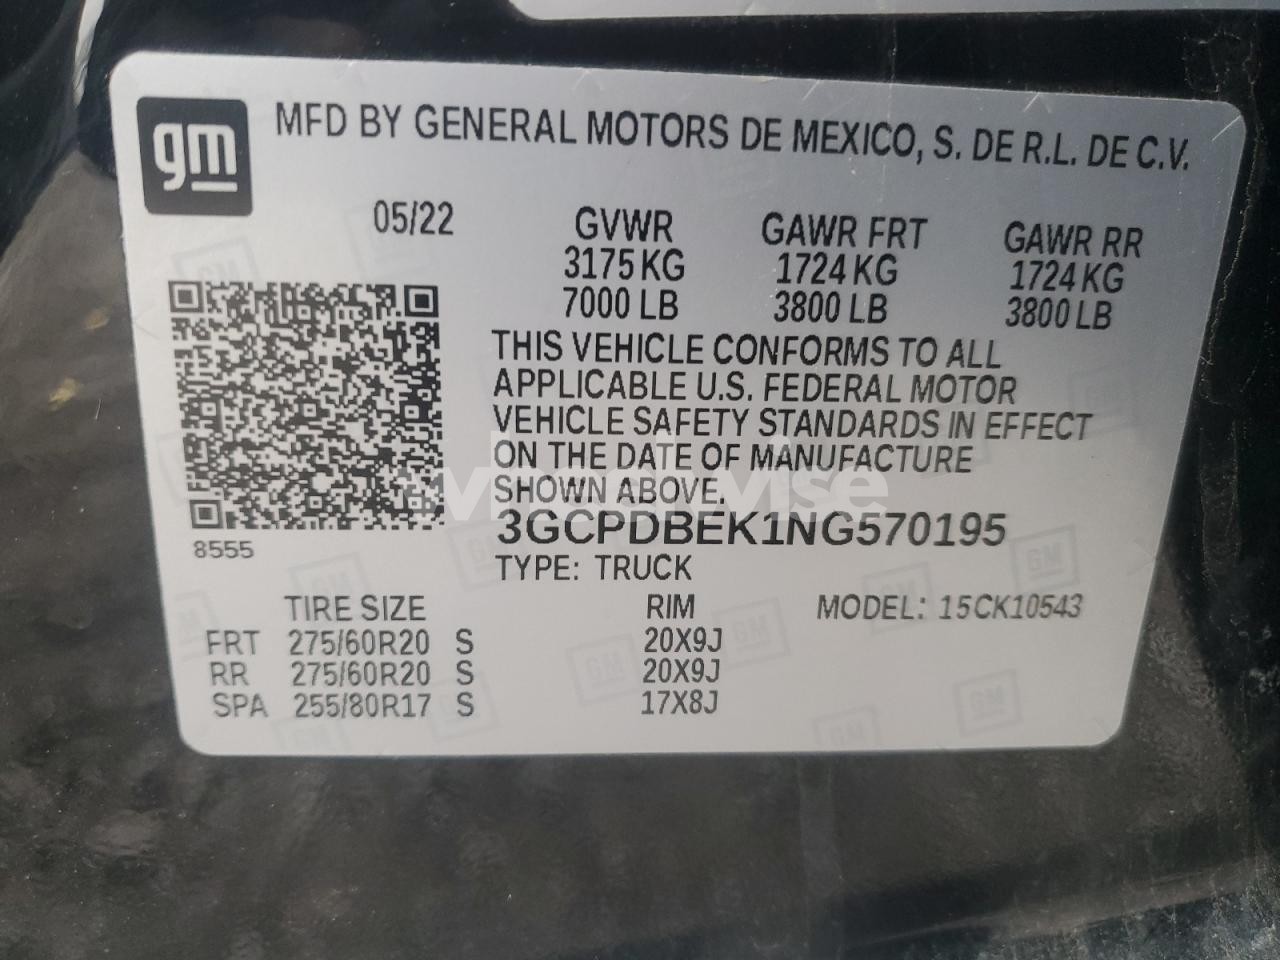 gm
MFD BY GENERAL MOTORS DE MEXICO, S. DE R.L. DE C.V.
05/22 GVWR GAWR FRT GAWR RR
3175 KG 1724 KG 1724 KG
7000 LB 3800 LB 3800 LB
THIS VEHICLE CONFORMS TO ALL
APPLICABLE U.S. FEDERAL MOTOR
VEHICLE SAFETY STANDARDS IN EFFECT
ON THE DATE OF MANUFACTURE
SHOWN ABOVE.
wheelwise
3GCPDBEK1NG570195
8555
TYPE: TRUCK
TIRE SIZE RIM MODEL: 15CK10543
FRT 275/60R20 S 20X9J
RR 275/60R20 S 20X9J
SPA 255/80R17 S 17X8J